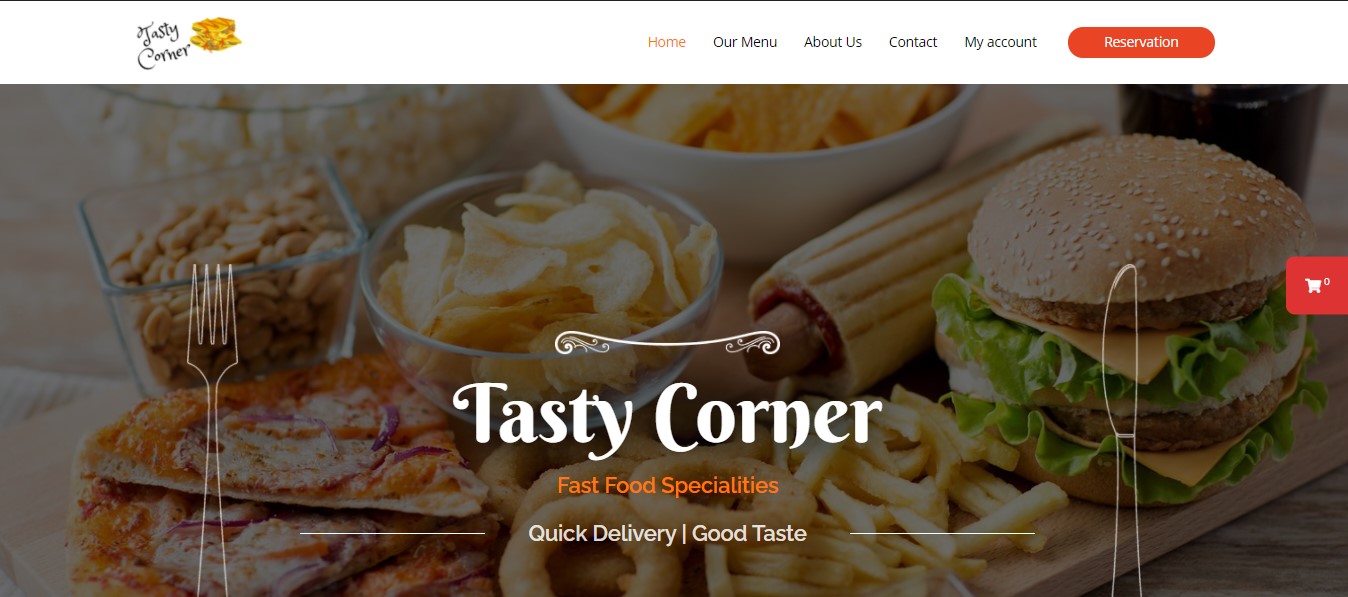 Tasty
Corner
Home Our Menu About Us Contact My account Reservation
0
Tasty Corner
Fast Food Specialities
Quick Delivery | Good Taste